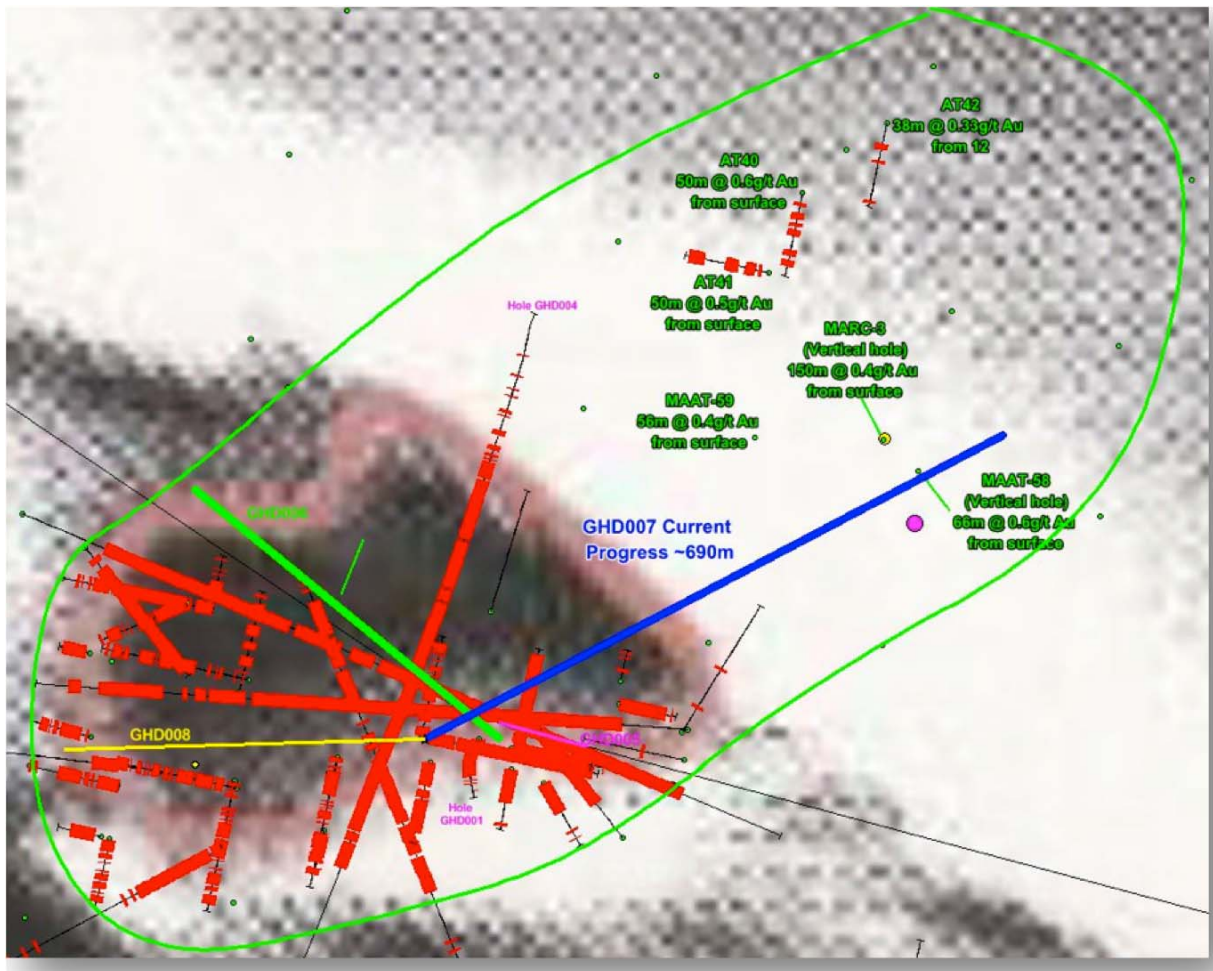 AT42
38m @ 0.33g/t Au
from 12
AT40
50m @ 0.6g/t Au
from surface
AT41
50m @ 0.5g/t Au
from surface
Hole GHD004
MARC-3
(Vertical hole)
150m @ 0.4g/t Au
from surface
MAAT-59
56m @ 0.4g/t Au
from surface
MAAT-58
(Vertical hole)
66m @ 0.6g/t Au
from surface
GHD007 Current
Progress ~690m
GHD008
Hole
GHD001